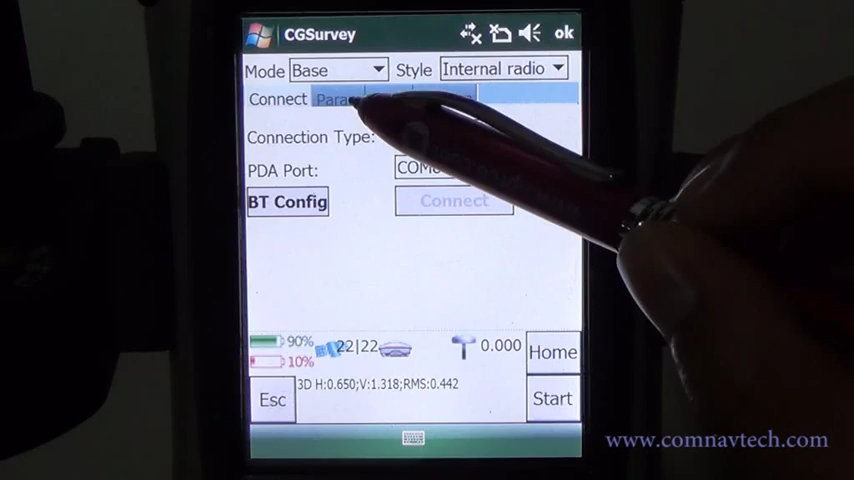 CGSurvey ok
Mode Base Style Internal radio
Connect
Connection Type:
PDA Port:
BT Config Connect
90% 22|22 0.000 Home
10%
3D H:0.650;V:1.318;RMS:0.442
Esc Start
www.comnavtech.com